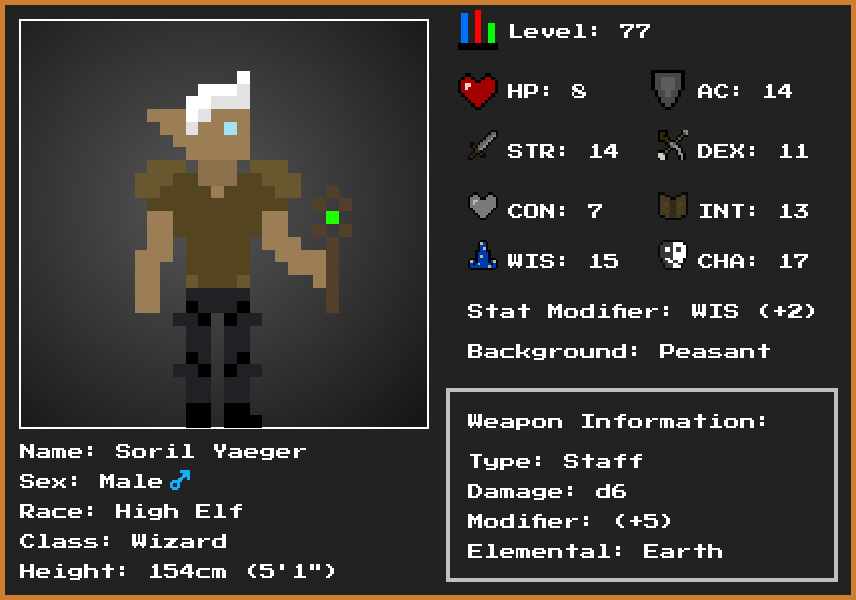 Level: 77
HP: 8
AC: 14
STR: 14
DEX: 11
CON: 7
INT: 13
WIS: 15
CHA: 17
Stat Modifier: WIS (+2)
Background: Peasant
Weapon Information:
Type: Staff
Damage: d6
Modifier: (+5)
Elemental: Earth
Name: Soril Yaeger
Sex: Male♂
Race: High Elf
Class: Wizard
Height: 154cm (5'1")